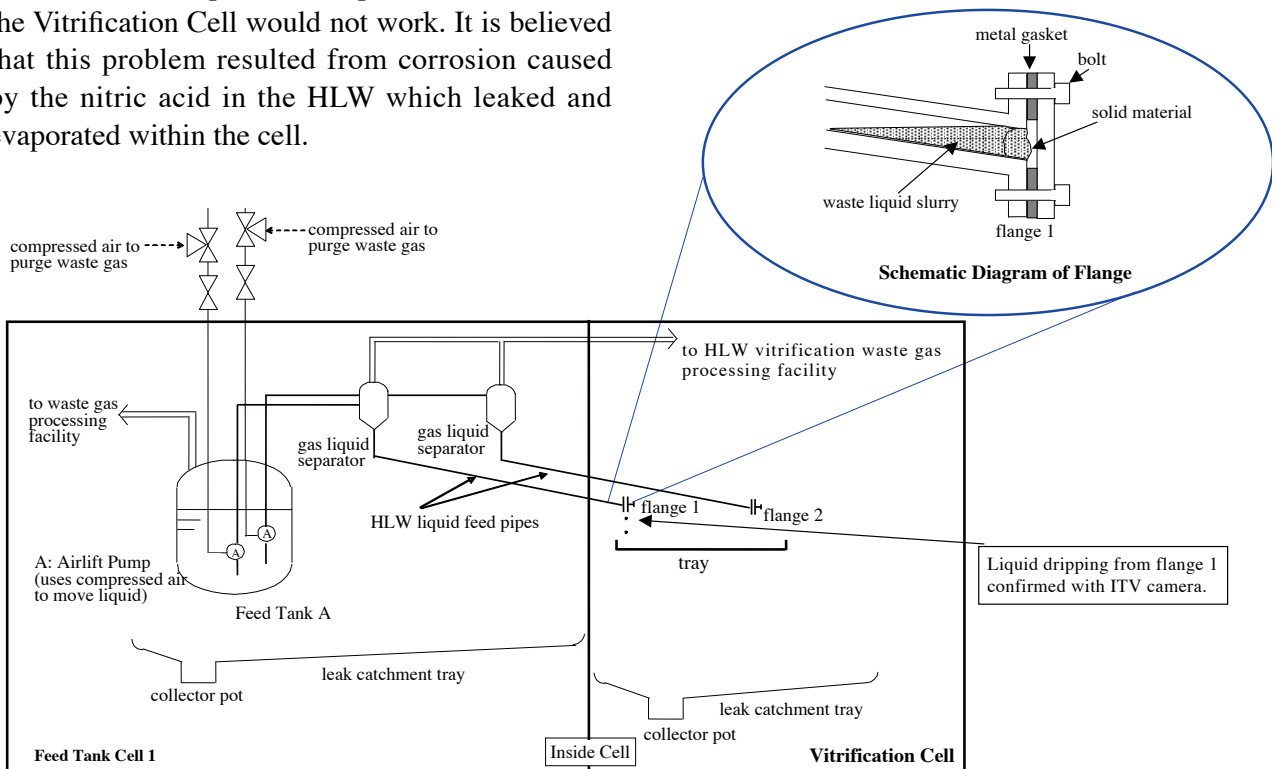 the Vitrification Cell would not work. It is believed
that this problem resulted from corrosion caused
by the nitric acid in the HLW which leaked and
evaporated within the cell.
metal gasket
bolt
solid material
waste liquid slurry
flange 1
Schematic Diagram of Flange
compressed air to
purge waste gas
compressed air to
purge waste gas
to HLW vitrification waste gas
processing facility
to waste gas
processing
facility
gas liquid
separator
gas liquid
separator
HLW liquid feed pipes
flange 1
flange 2
tray
A
A
A: Airlift Pump
(uses compressed air
to move liquid)
Feed Tank A
Liquid dripping from flange 1
confirmed with ITV camera.
leak catchment tray
collector pot
leak catchment tray
collector pot
Feed Tank Cell 1
Inside Cell
Vitrification Cell